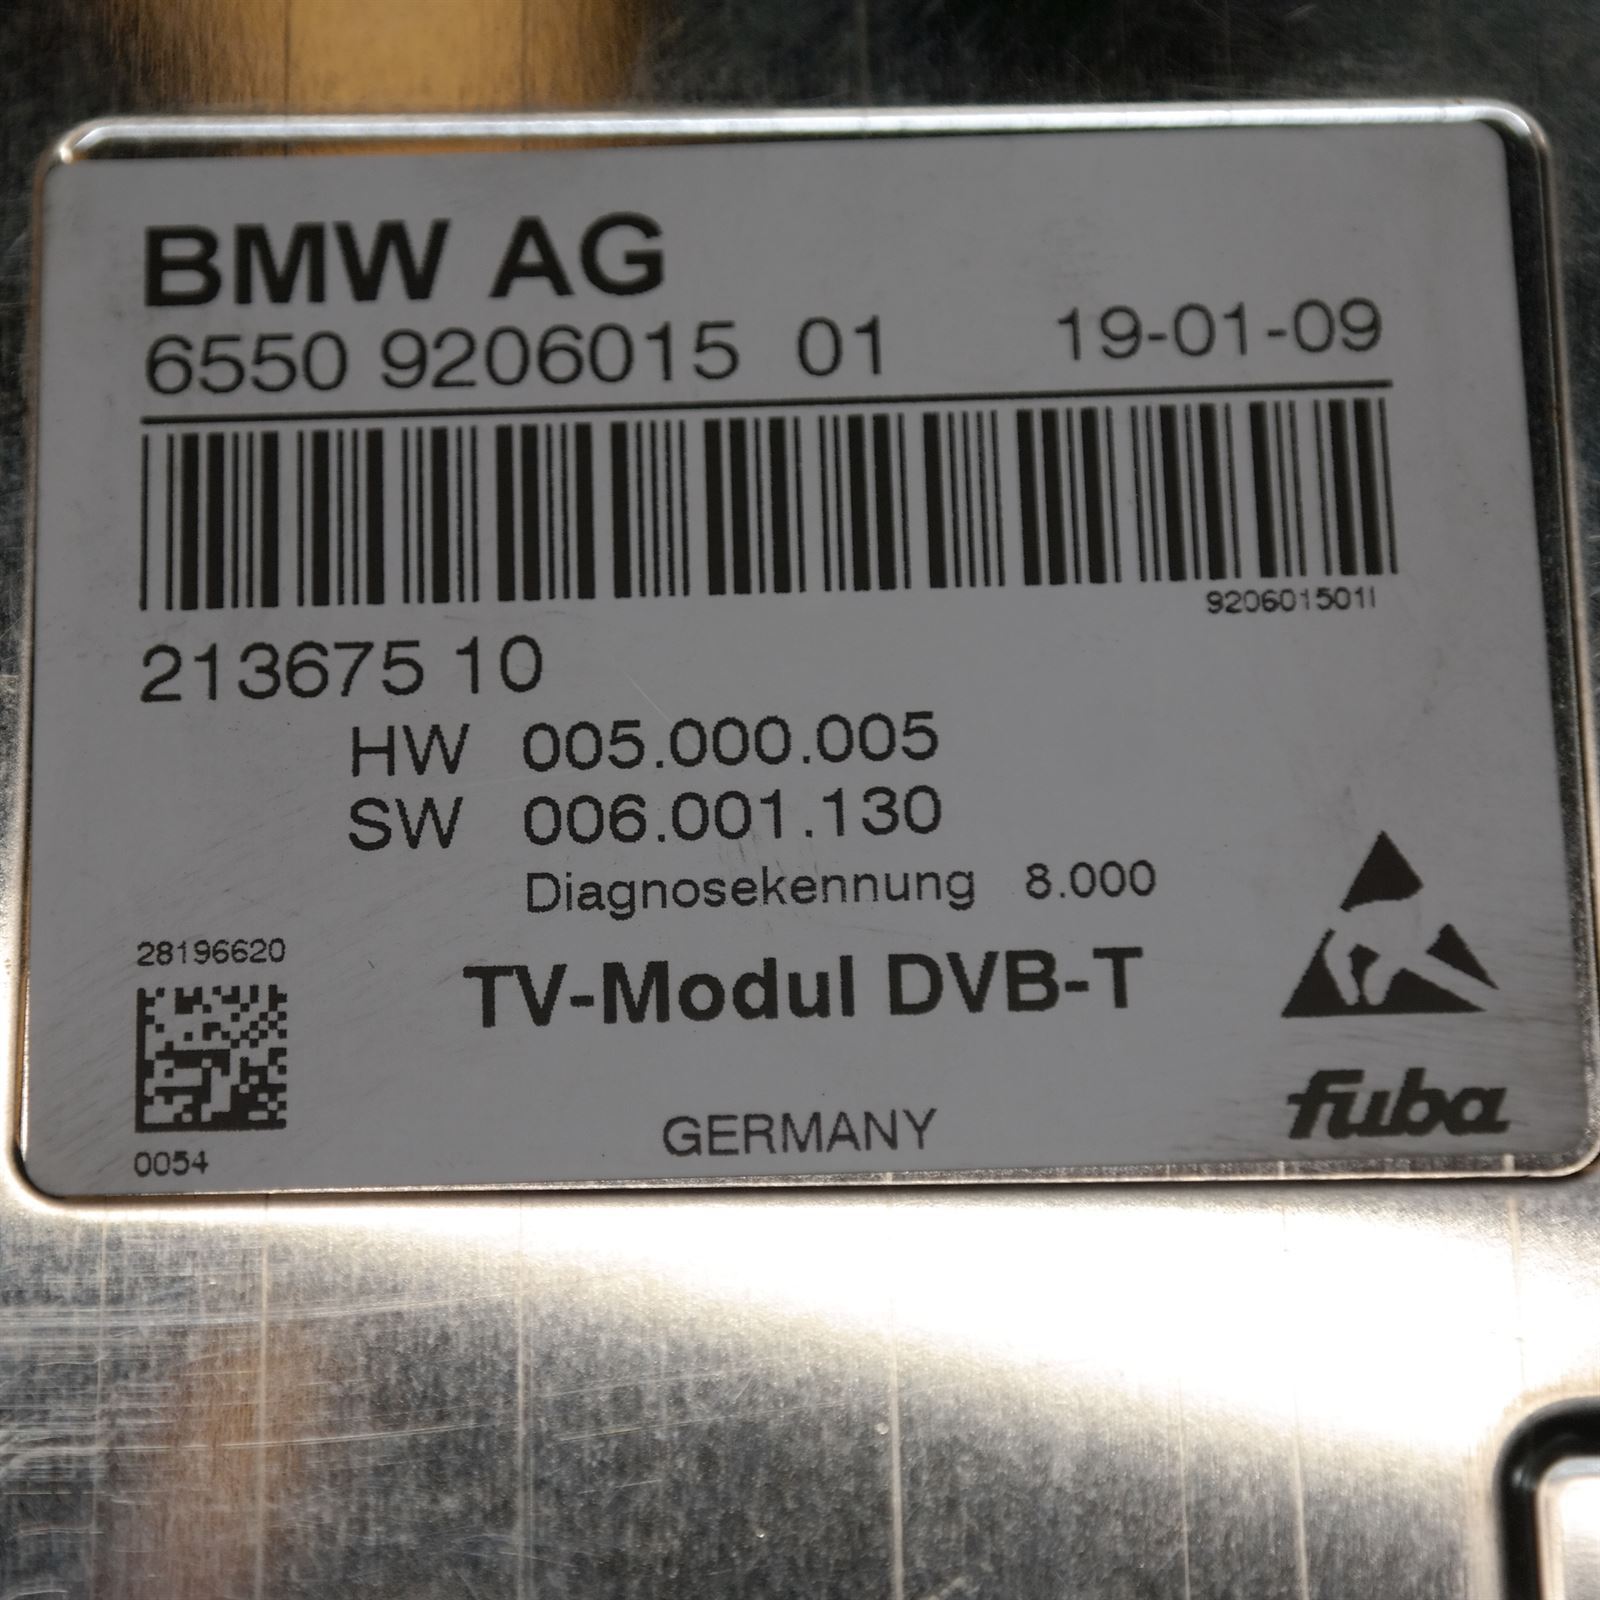 BMW AG
6550 9206015 01 19-01-09
920601501I
213675 10
HW 005.000.005
SW 006.001.130
Diagnosekennung 8.000
28196620
TV-Modul DVB-T
fuba
GERMANY
0054